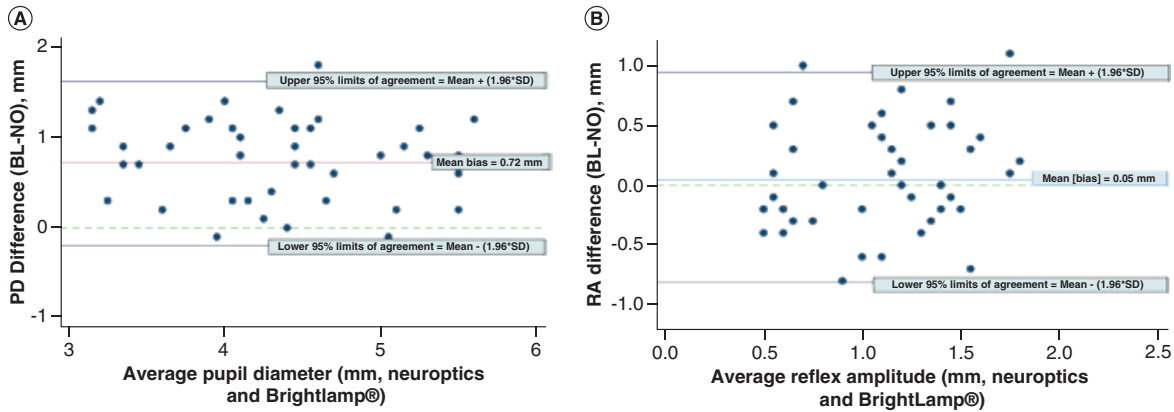 A
PD Difference (BL-NO), mm
2
1
0
-1
Upper 95% limits of agreement = Mean + (1.96*SD)
Mean bias = 0.72 mm
Lower 95% limits of agreement = Mean - (1.96*SD)
3 4 5 6
Average pupil diameter (mm, neuroptics
and Brightlamp®)
B
RA difference (BL-NO), mm
1.0
0.5
0.0
-0.5
-1.0
Upper 95% limits of agreement = Mean + (1.96*SD)
Mean [bias] = 0.05 mm
Lower 95% limits of agreement = Mean - (1.96*SD)
0.0 0.5 1.0 1.5 2.0 2.5
Average reflex amplitude (mm, neuroptics
and BrightLamp®)